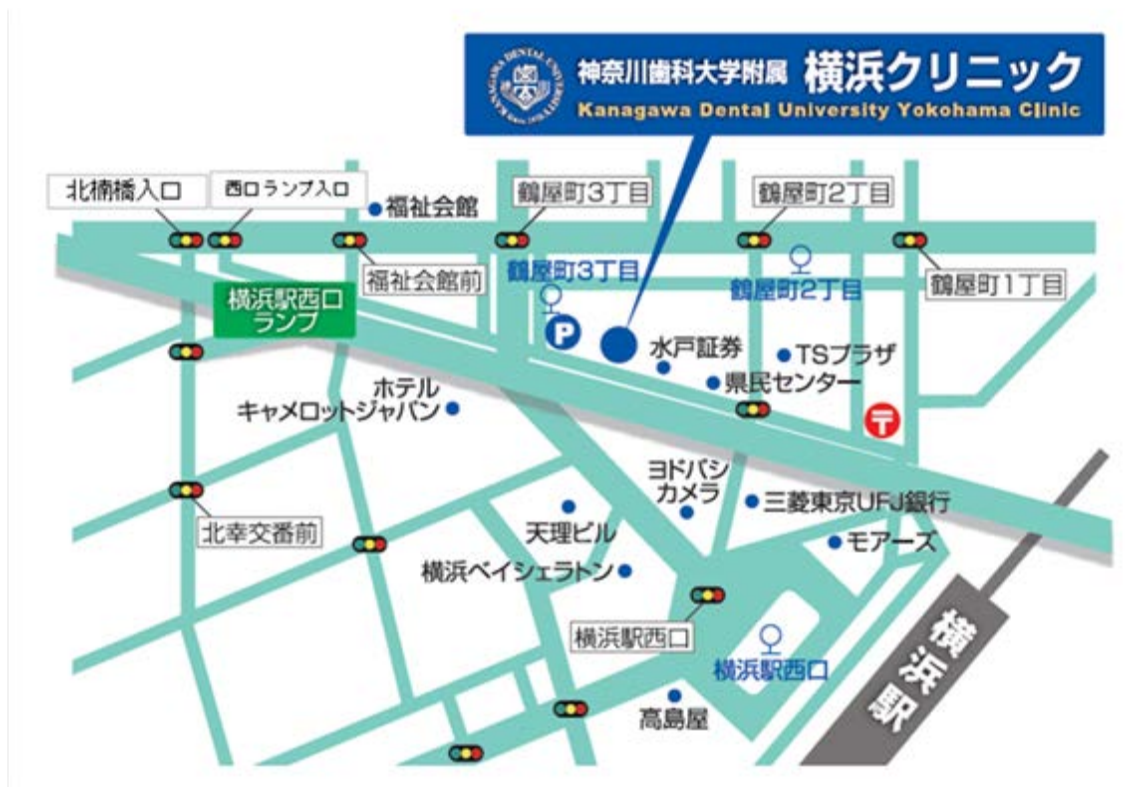 神奈川歯科大学附属 横浜クリニック
Kanagawa Dental University Yokohama Clinic
北楠橋入口
西口ランプ入口
福祉会館
鶴屋町3丁目
鶴屋町2丁目
福祉会館前
鶴屋町3丁目
鶴屋町2丁目
鶴屋町1丁目
横浜駅西口
ランプ
P
水戸証券
TSプラザ
県民センター
ホテル
キャメロットジャパン
〒
ヨドバシ
カメラ
三菱東京UFJ銀行
北幸交番前
天理ビル
モアーズ
横浜ベイシェラトン
横浜駅西口
横浜駅西口
高島屋
横浜駅